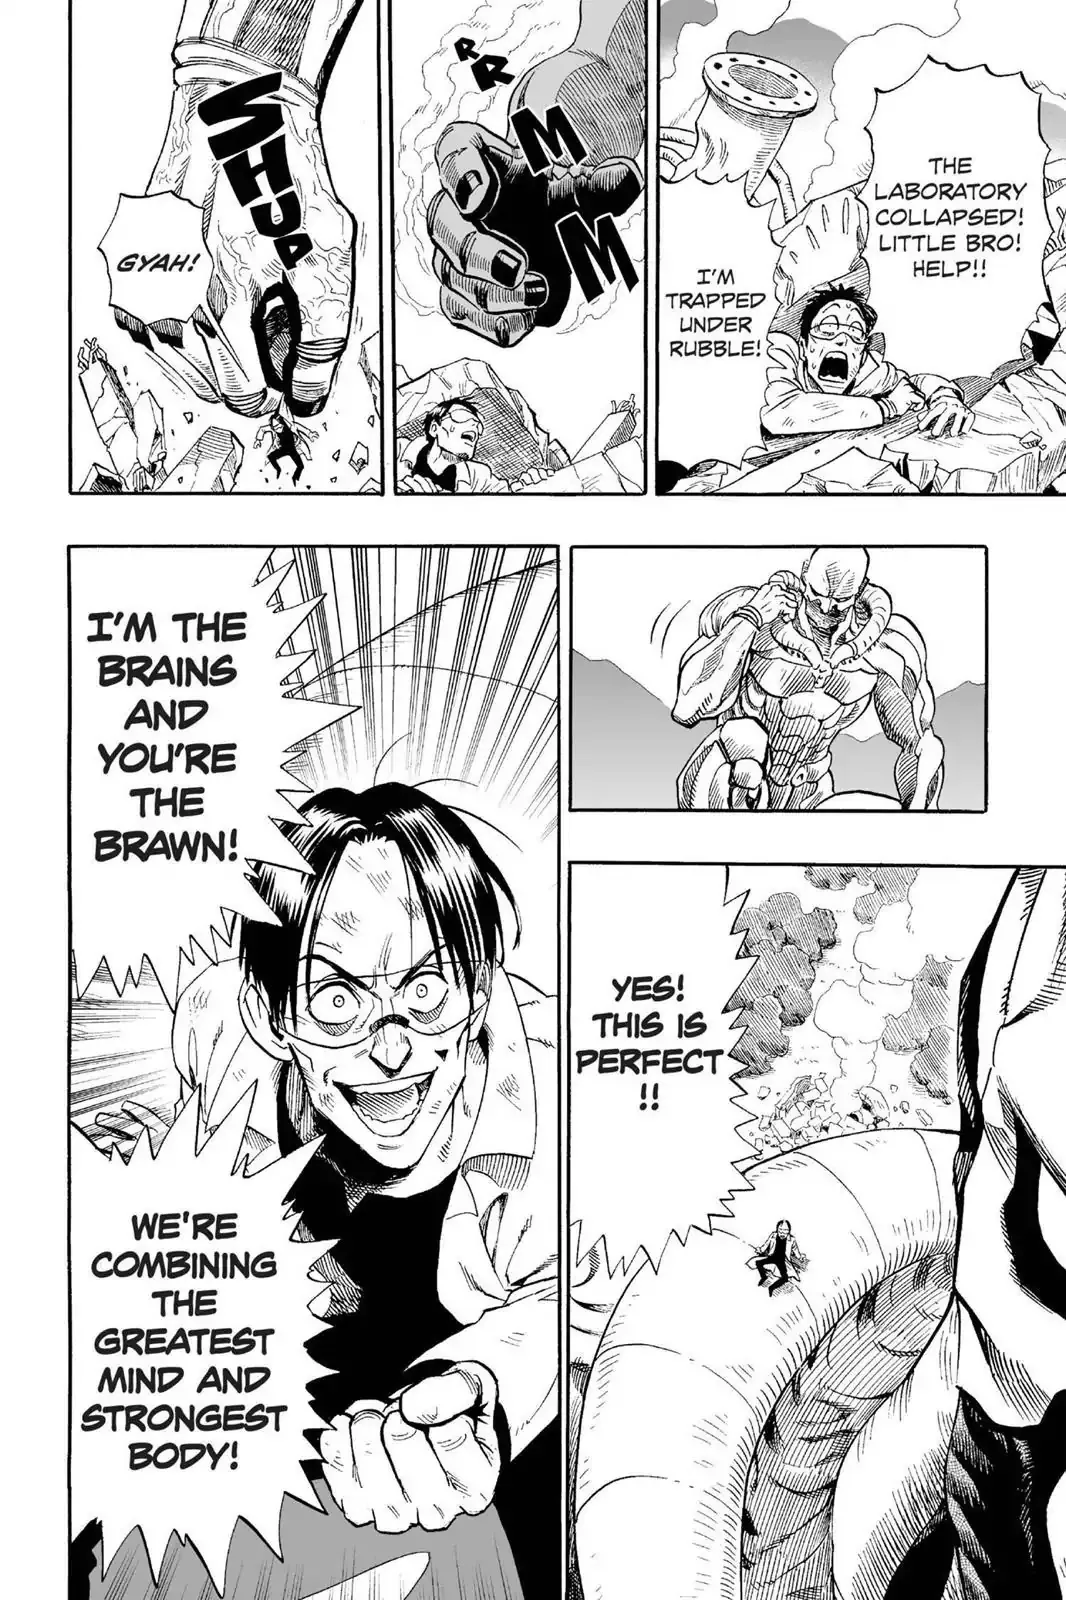 THE
LABORATORY
COLLAPSED!
LITTLE BRO!
HELP!!
I'M
TRAPPED
UNDER
RUBBLE!
RRMM
SHUP
GYAH!
YES!
THIS IS
PERFECT
!!
I'M THE
BRAINS
AND
YOU'RE
THE
BRAWN!
WE'RE
COMBINING
THE
GREATEST
MIND AND
STRONGEST
BODY!